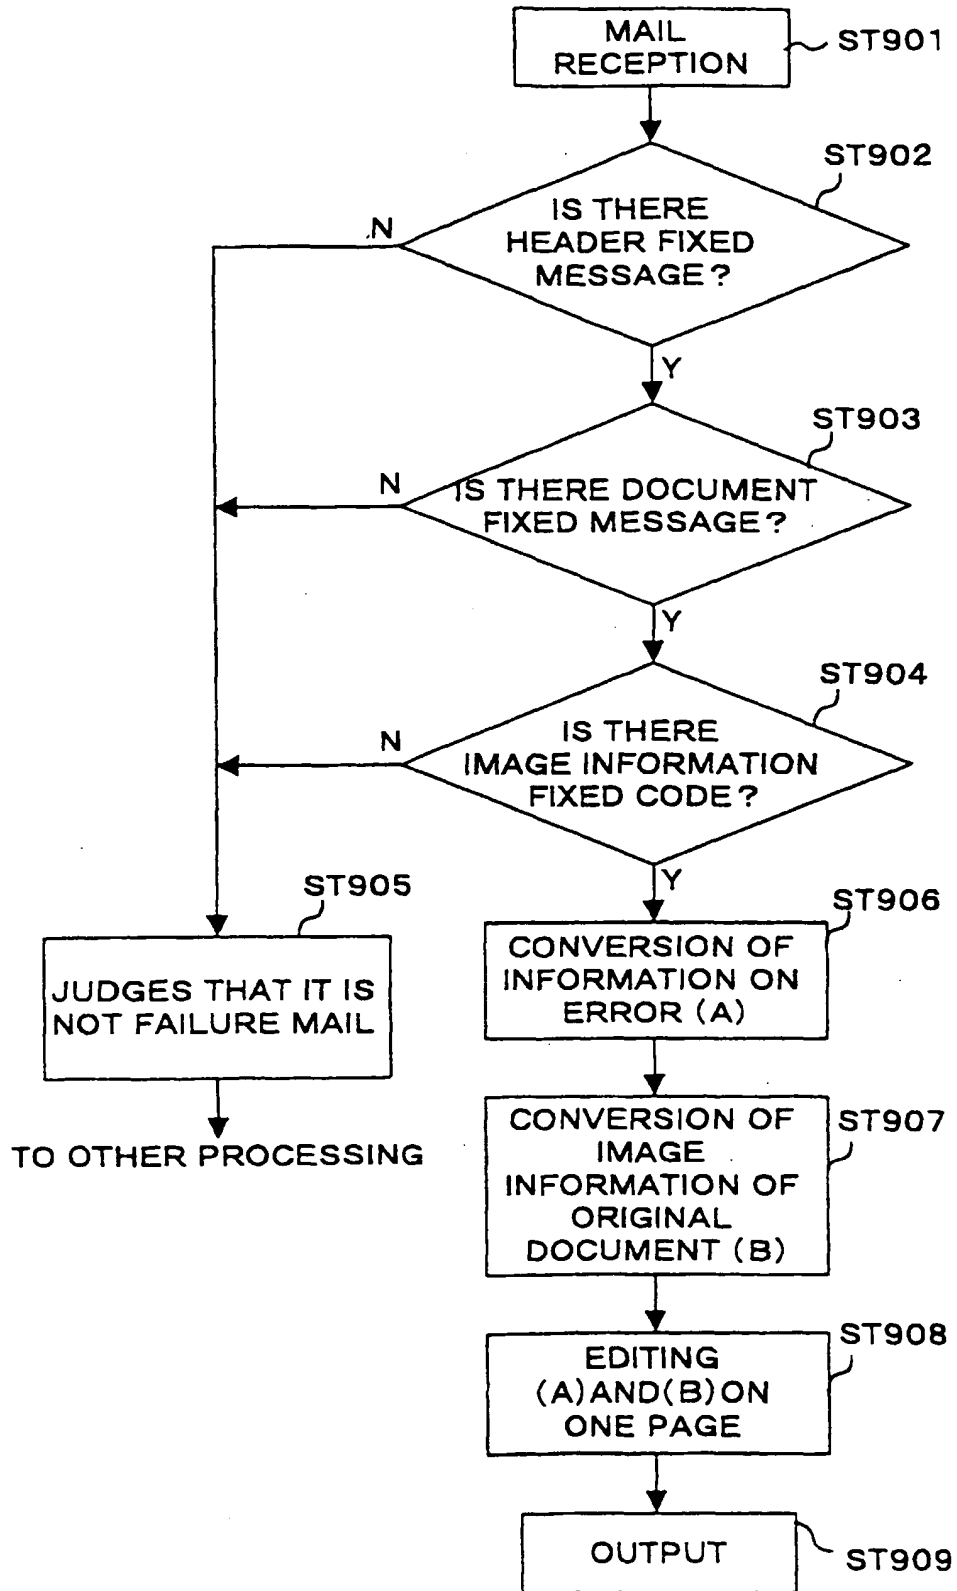 MAIL
RECEPTION
ST901
ST902
IS THERE
HEADER FIXED
MESSAGE?
N
Y
ST903
IS THERE DOCUMENT
FIXED MESSAGE?
N
Y
ST904
IS THERE
IMAGE INFORMATION
FIXED CODE?
N
Y
ST905
JUDGES THAT IT IS
NOT FAILURE MAIL
TO OTHER PROCESSING
ST906
CONVERSION OF
INFORMATION ON
ERROR (A)
ST907
CONVERSION OF
IMAGE
INFORMATION OF
ORIGINAL
DOCUMENT (B)
ST908
EDITING
(A)AND(B)ON
ONE PAGE
OUTPUT
ST909